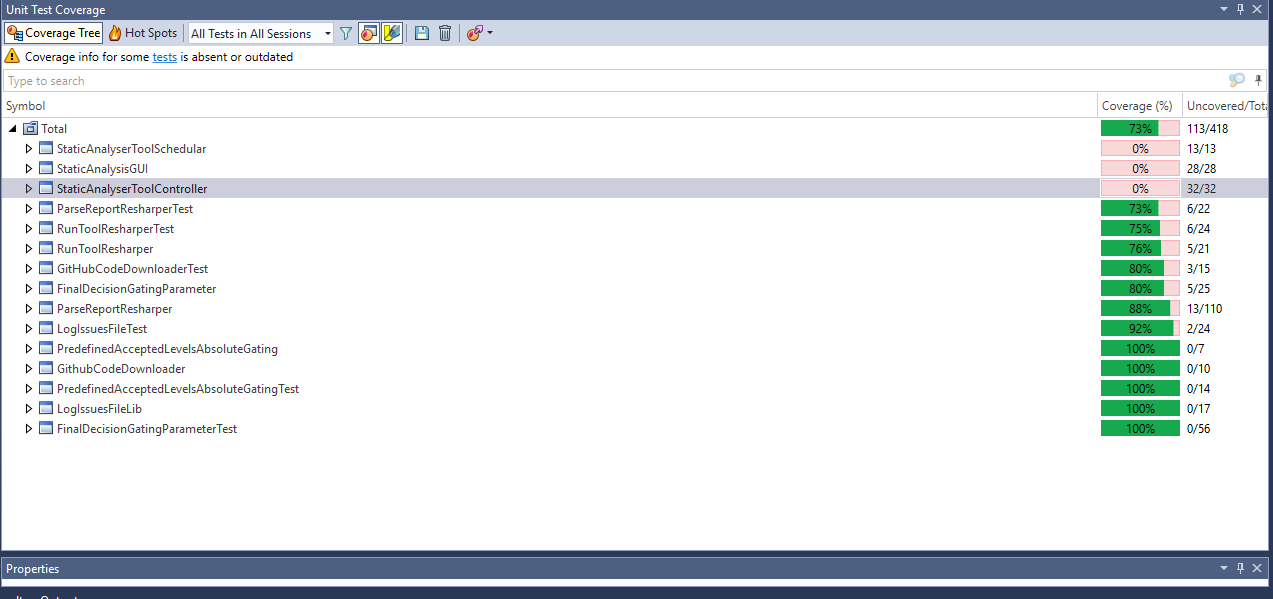 Unit Test Coverage
Coverage Tree Hot Spots All Tests in All Sessions
Coverage info for some tests is absent or outdated
Type to search
Symbol Coverage (%) Uncovered/Tota
Total 73% 113/418
StaticAnalyserToolSchedular 0% 13/13
StaticAnalysisGUI 0% 28/28
StaticAnalyserToolController 0% 32/32
ParseReportResharperTest 73% 6/22
RunToolResharperTest 75% 6/24
RunToolResharper 76% 5/21
GitHubCodeDownloaderTest 80% 3/15
FinalDecisionGatingParameter 80% 5/25
ParseReportResharper 88% 13/110
LogIssuesFileTest 92% 2/24
PredefinedAcceptedLevelsAbsoluteGating 100% 0/7
GithubCodeDownloader 100% 0/10
PredefinedAcceptedLevelsAbsoluteGatingTest 100% 0/14
LogIssuesFileLib 100% 0/17
FinalDecisionGatingParameterTest 100% 0/56
Properties